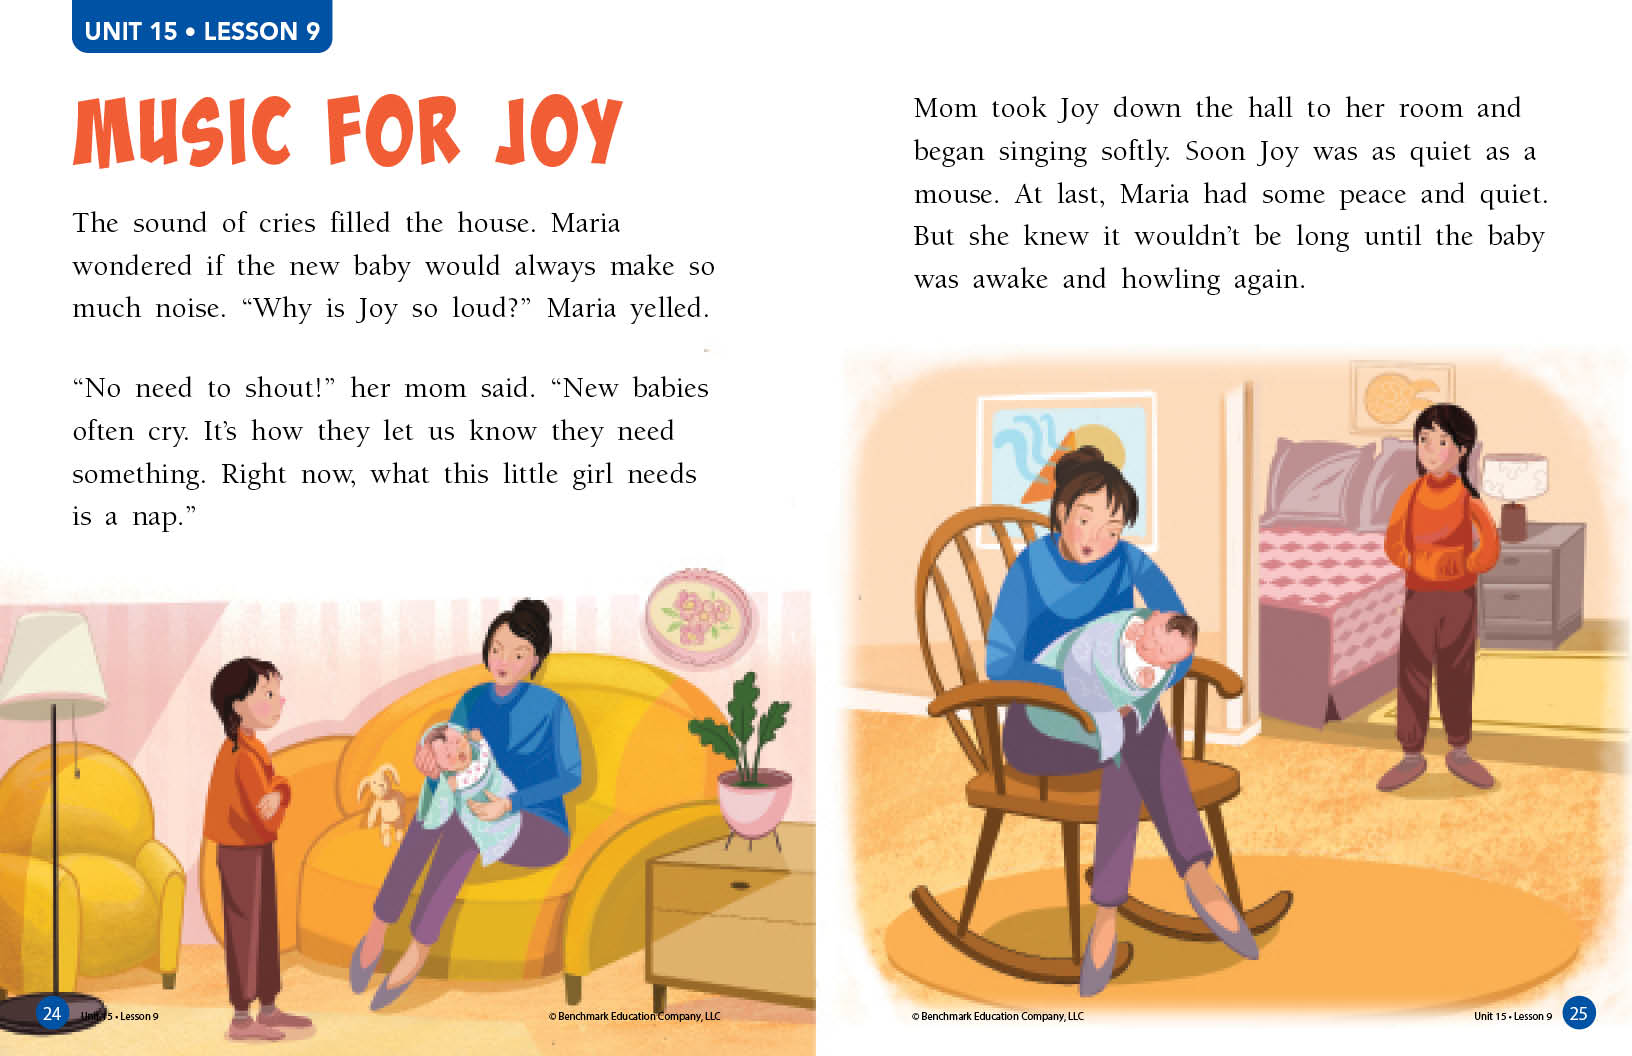 UNIT 15 • LESSON 9
MUSIC FOR JOY
The sound of cries filled the house. Maria
wondered if the new baby would always make so
much noise. “Why is Joy so loud?” Maria yelled.
“No need to shout!” her mom said. “New babies
often cry. It’s how they let us know they need
something. Right now, what this little girl needs
is a nap.”
24
Unit 15 • Lesson 9
© Benchmark Education Company, LLC
Mom took Joy down the hall to her room and
began singing softly. Soon Joy was as quiet as a
mouse. At last, Maria had some peace and quiet.
But she knew it wouldn’t be long until the baby
was awake and howling again.
© Benchmark Education Company, LLC
Unit 15 • Lesson 9
25